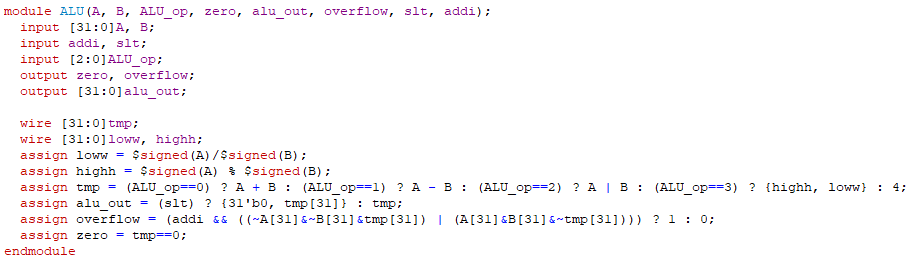 module ALU(A, B, ALU_op, zero, alu_out, overflow, slt, addi);
  input [31:0]A, B;
  input addi, slt;
  input [2:0]ALU_op;
  output zero, overflow;
  output [31:0]alu_out;

  wire [31:0]tmp;
  wire [31:0]loww, highh;
  assign loww = $signed(A)/$signed(B);
  assign highh = $signed(A) % $signed(B);
  assign tmp = (ALU_op==0) ? A + B : (ALU_op==1) ? A - B : (ALU_op==2) ? A | B : (ALU_op==3) ? {highh, loww} : 4;
  assign alu_out = (slt) ? {31'b0, tmp[31]} : tmp;
  assign overflow = (addi && ((~A[31]&~B[31]&tmp[31]) | (A[31]&B[31]&~tmp[31]))) ? 1 : 0;
  assign zero = tmp==0;
endmodule